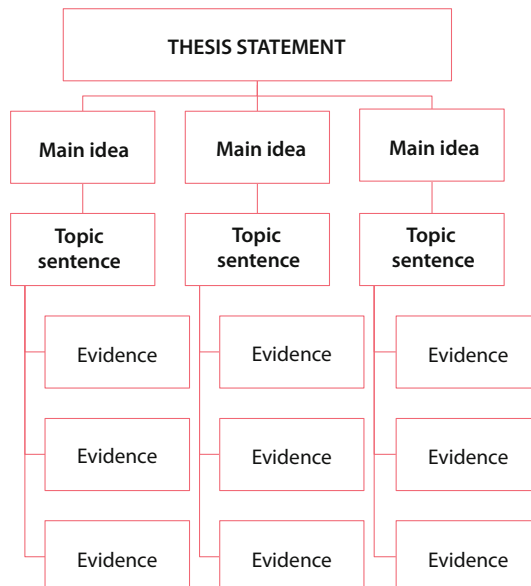 THESIS STATEMENT
Main idea
Main idea
Main idea
Topic
sentence
Topic
sentence
Topic
sentence
Evidence
Evidence
Evidence
Evidence
Evidence
Evidence
Evidence
Evidence
Evidence